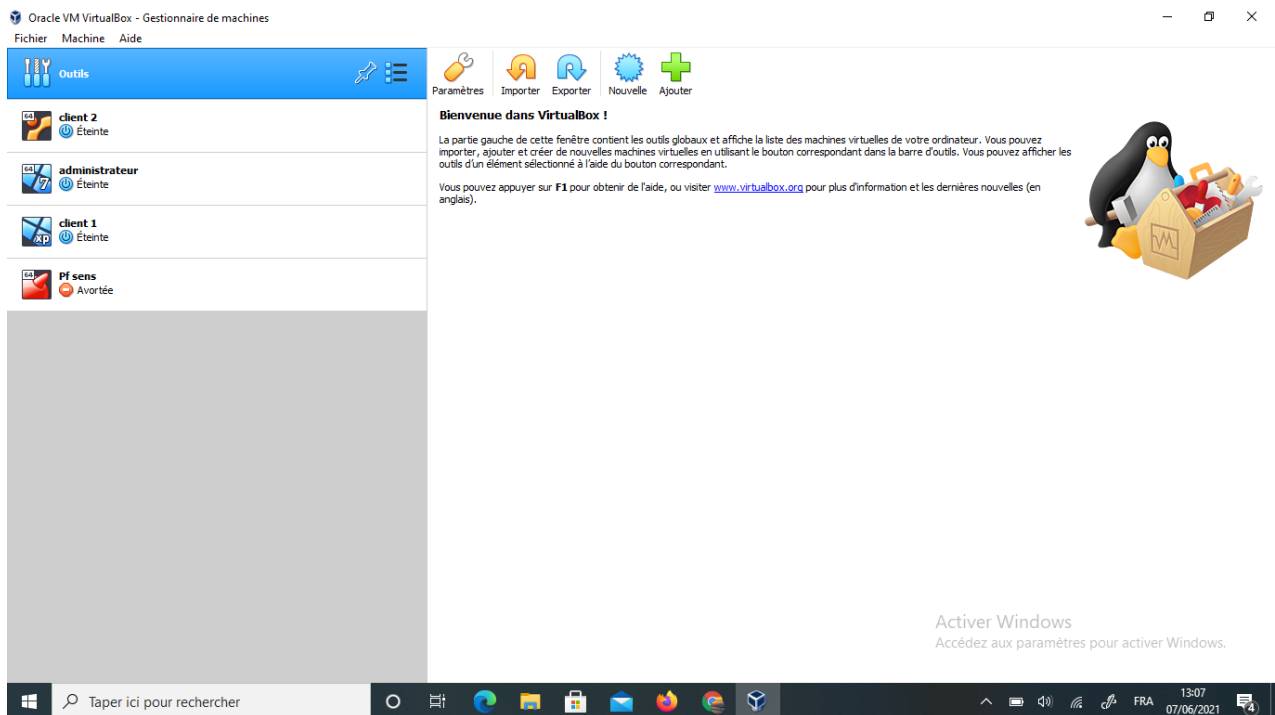 Oracle VM VirtualBox - Gestionnaire de machines
Fichier Machine Aide
Outils
Paramètres Importer Exporter Nouvelle Ajouter
64
client 2
Éteinte
64
7
administrateur
Éteinte
xp
client 1
Éteinte
64
Pf sens
Avortée
Bienvenue dans VirtualBox !
La partie gauche de cette fenêtre contient les outils globaux et affiche la liste des machines virtuelles de votre ordinateur. Vous pouvez
importer, ajouter et créer de nouvelles machines virtuelles en utilisant le bouton correspondant dans la barre d'outils. Vous pouvez afficher les
outils d'un élément sélectionné à l'aide du bouton correspondant.
Vous pouvez appuyer sur F1 pour obtenir de l'aide, ou visiter www.virtualbox.org pour plus d'information et les dernières nouvelles (en
anglais).
Activer Windows
Accédez aux paramètres pour activer Windows.
Taper ici pour rechercher
FRA
13:07
07/06/2021
4